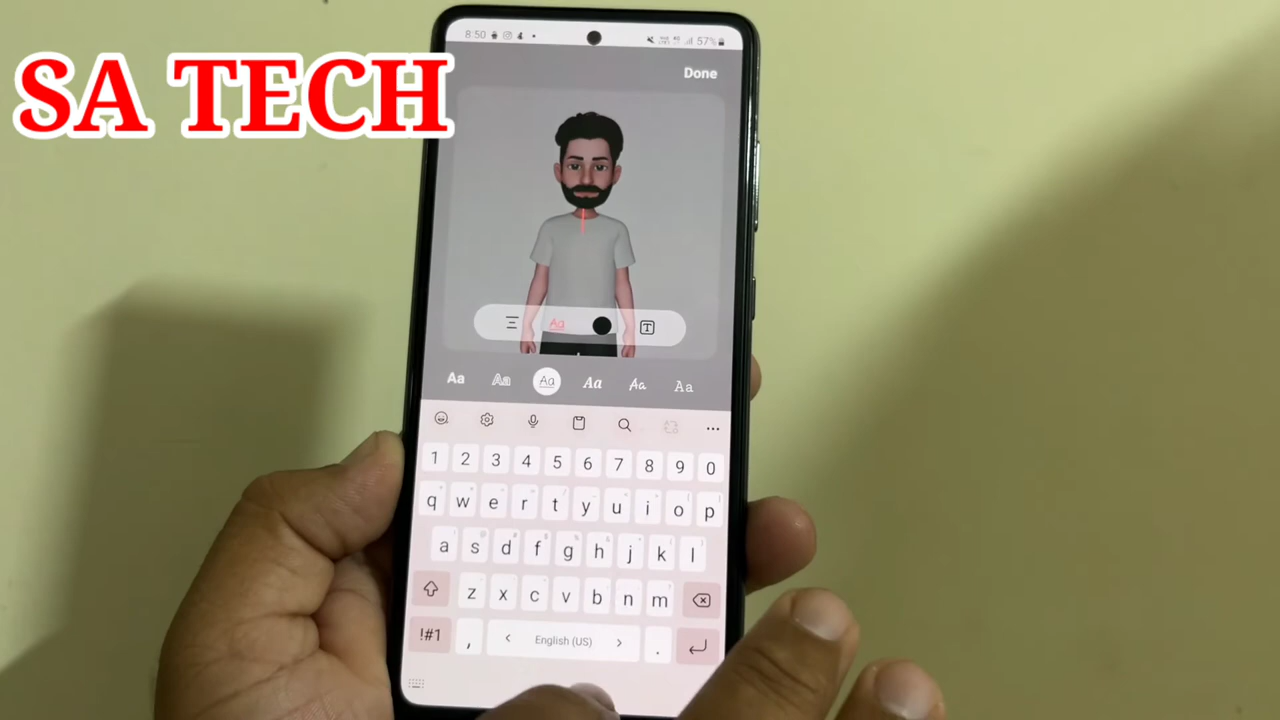 SA TECH
8:50
57%
Done
Aa
Aa Aa Aa Aa Aa Aa
1 2 3 4 5 6 7 8 9 0
q w e r t y u i o p
a s d f g h j k l
z x c v b n m
!#1 , < English (US) > .